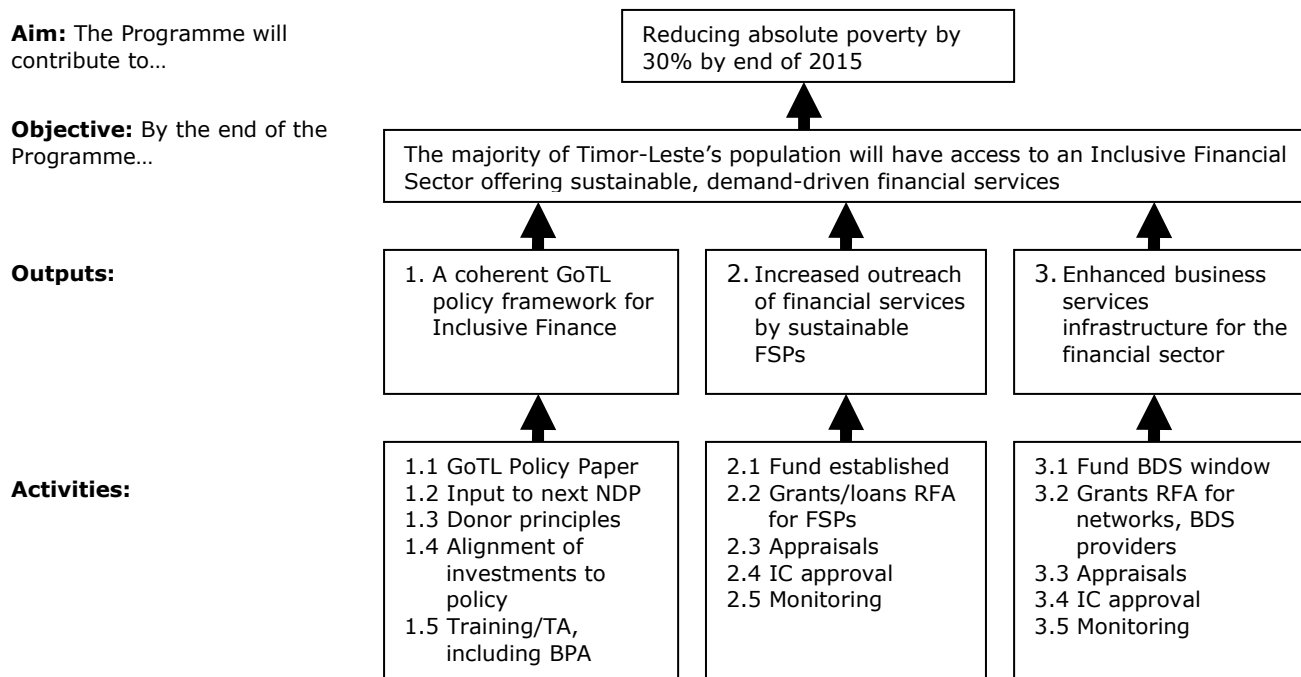 Aim: The Programme will
contribute to…
Reducing absolute poverty by
30% by end of 2015
Objective: By the end of the
Programme…
The majority of Timor-Leste's population will have access to an Inclusive Financial
Sector offering sustainable, demand-driven financial services
Outputs:
1. A coherent GoTL
policy framework for
Inclusive Finance
2. Increased outreach
of financial services
by sustainable
FSPs
3. Enhanced business
services
infrastructure for the
financial sector
Activities:
1.1 GoTL Policy Paper
1.2 Input to next NDP
1.3 Donor principles
1.4 Alignment of
investments to
policy
1.5 Training/TA,
including BPA
2.1 Fund established
2.2 Grants/loans RFA
for FSPs
2.3 Appraisals
2.4 IC approval
2.5 Monitoring
3.1 Fund BDS window
3.2 Grants RFA for
networks, BDS
providers
3.3 Appraisals
3.4 IC approval
3.5 Monitoring